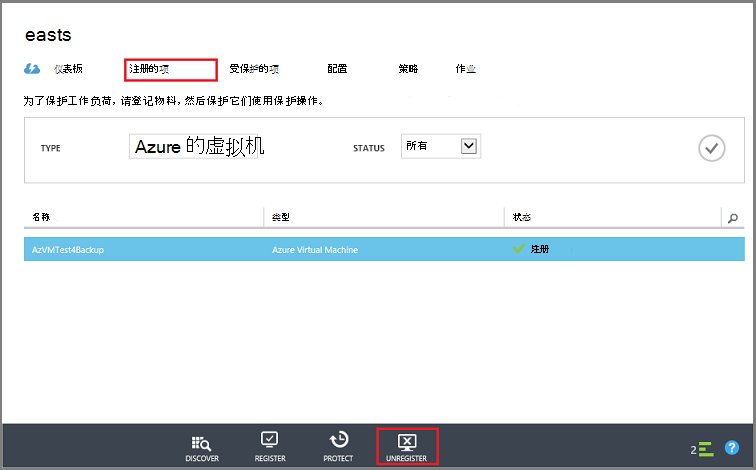 easts
仪表板 注册的项 受保护的项 配置 策略 作业
为了保护工作负荷，请登记物料，然后保护它们使用保护操作。
TYPE Azure 的虚拟机 STATUS 所有
名称 类型 状态
AzVMTest4Backup Azure Virtual Machine 注册
DISCOVER REGISTER PROTECT UNREGISTER 2 ?